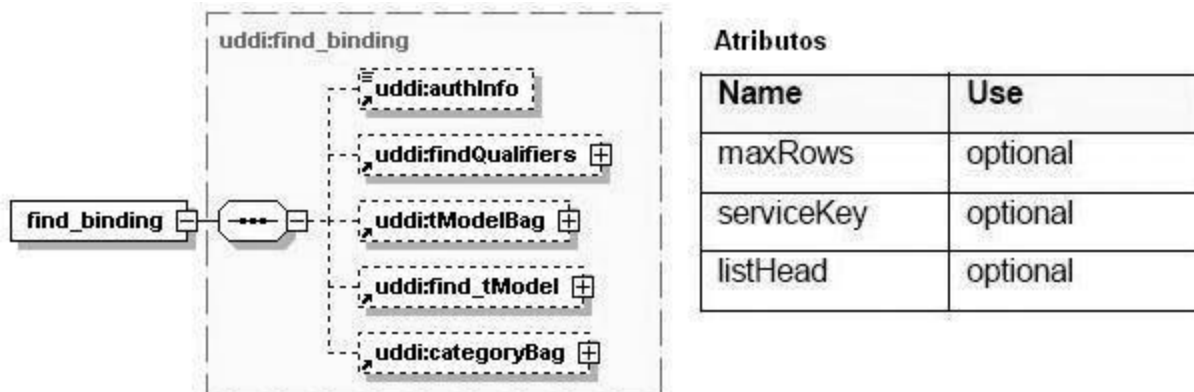 uddi:find_binding
uddi:authInfo
uddi:findQualifiers
find_binding
uddi:tModelBag
uddi:find_tModel
uddi:categoryBag
Atributos
Name Use
maxRows optional
serviceKey optional
listHead optional